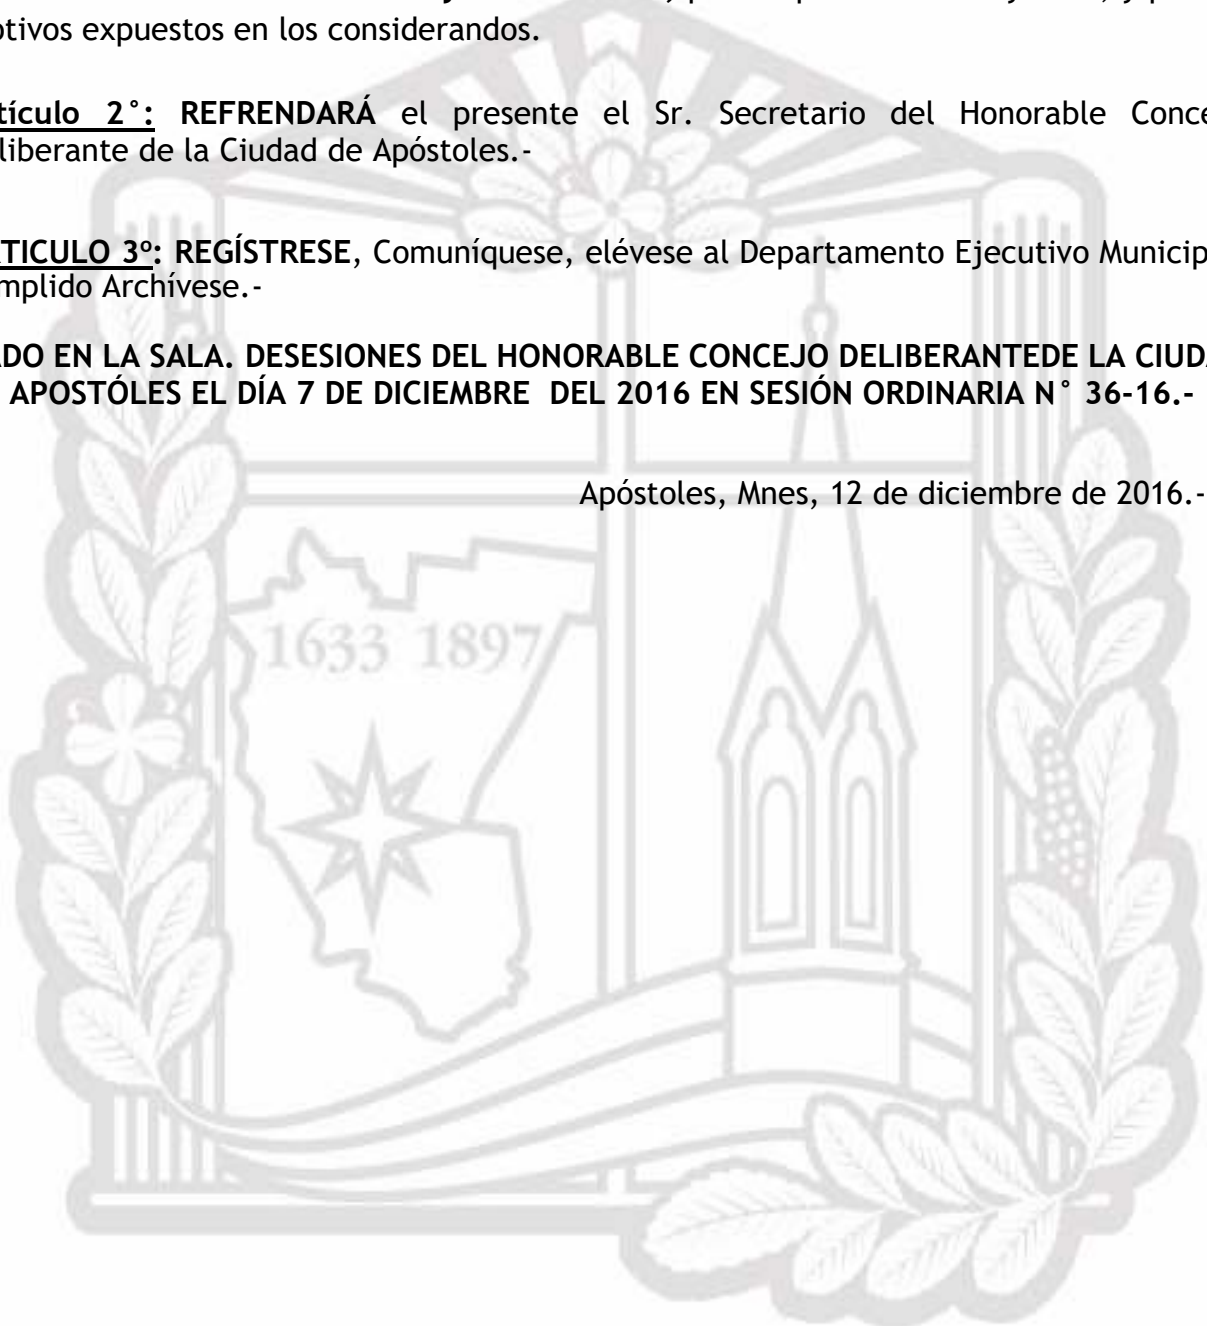 otivos expuestos en los considerandos.
tículo 2°: REFRENDARÁ el presente el Sr. Secretario del Honorable Conce
liberante de la Ciudad de Apóstoles.-
TICULO 3º: REGÍSTRESE, Comuníquese, elévese al Departamento Ejecutivo Municip
mplido Archívese.-
ADO EN LA SALA. DESESIONES DEL HONORABLE CONCEJO DELIBERANTEDE LA CIUDA
APOSTÓLES EL DÍA 7 DE DICIEMBRE DEL 2016 EN SESIÓN ORDINARIA N° 36-16.-
Apóstoles, Mnes, 12 de diciembre de 2016.-
1633 1897